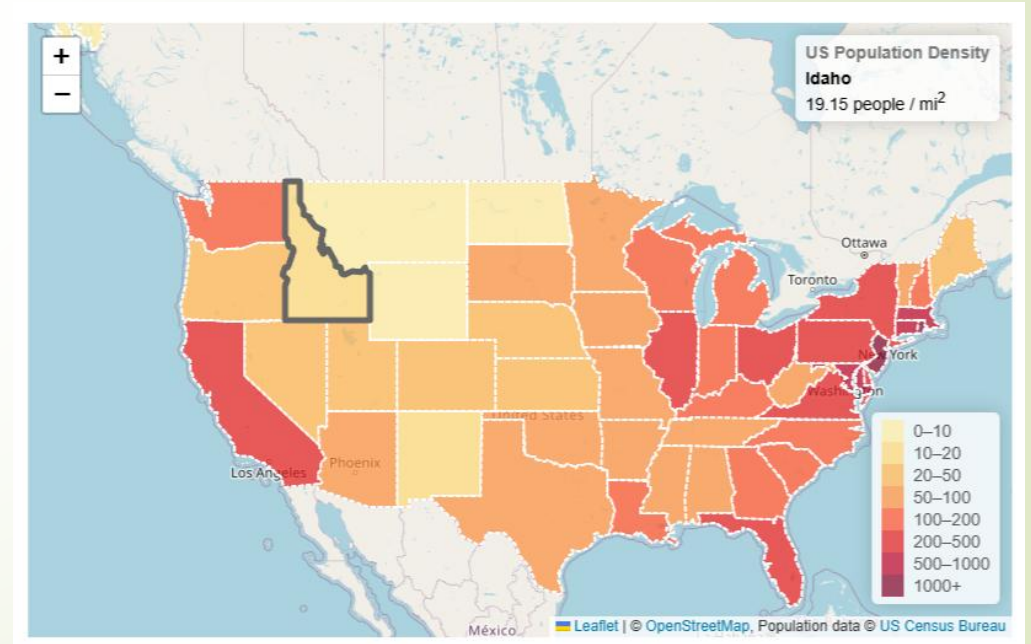 +
−
US Population Density
Idaho
19.15 people / mi2
Ottawa
Toronto
New York
Washington
United States
Los Angeles
Phoenix
México
0–10
10–20
20–50
50–100
100–200
200–500
500–1000
1000+
Leaflet | © OpenStreetMap, Population data © US Census Bureau